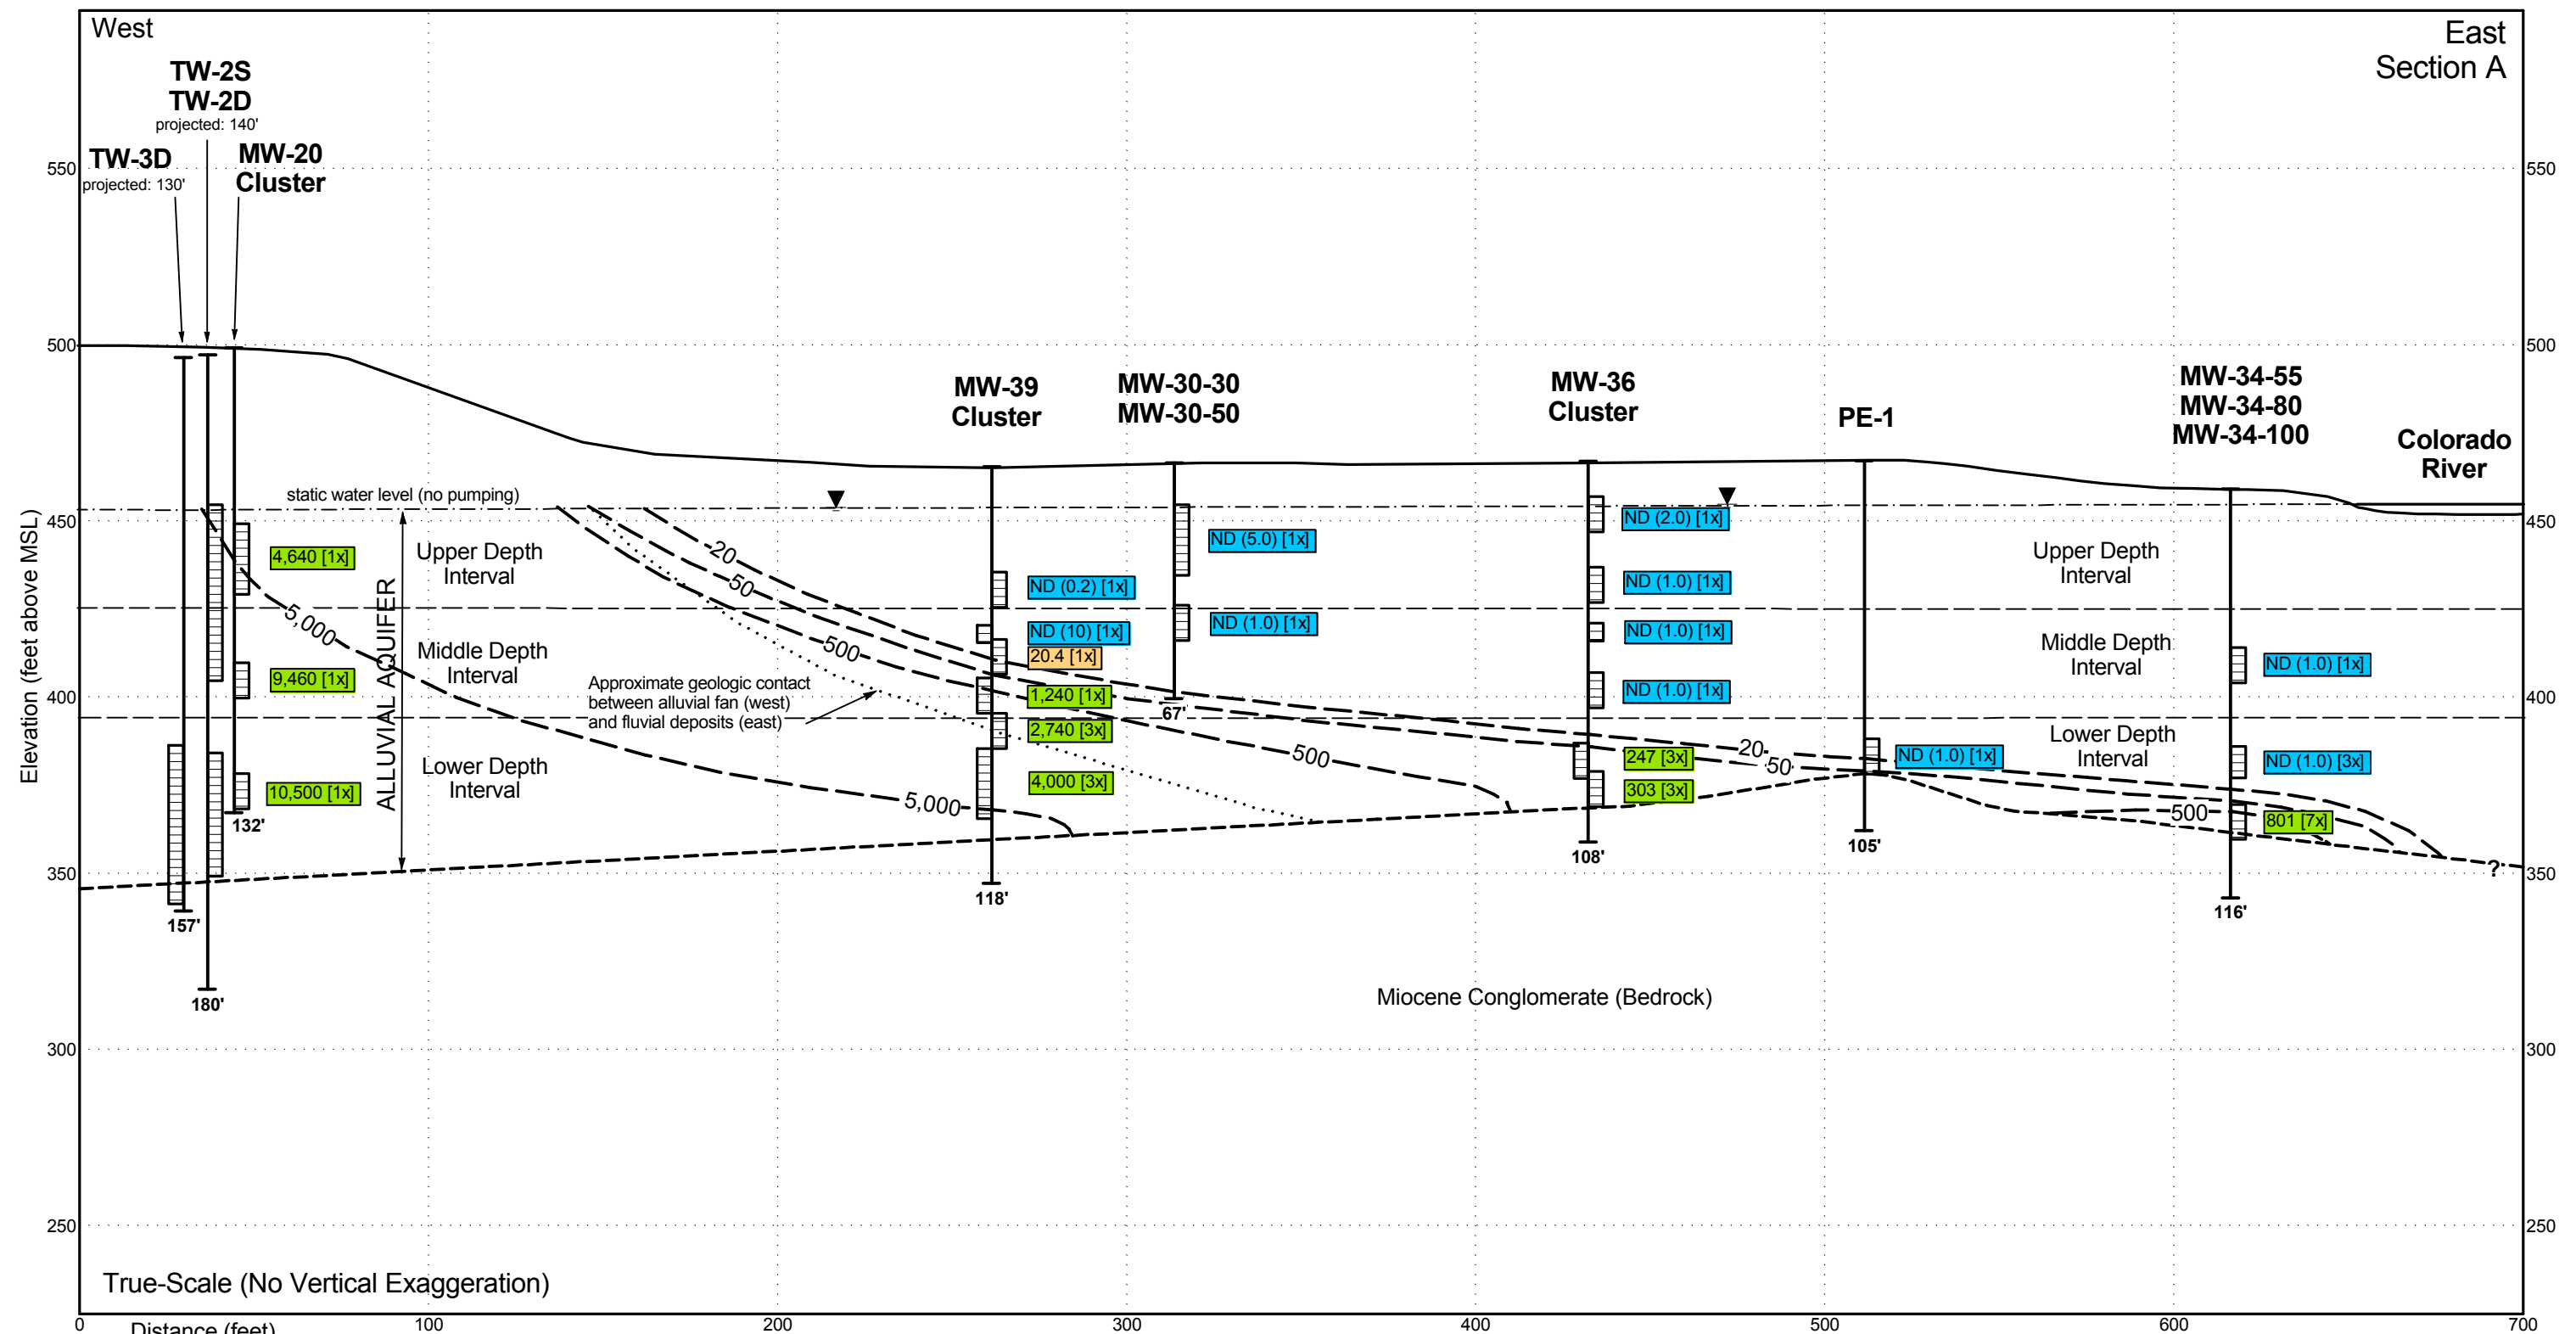 West
East
Section A
TW-2S
TW-2D
projected: 140'
TW-3D
projected: 130'
MW-20
Cluster
550
550
500
500
MW-39
Cluster
MW-30-30
MW-30-50
MW-36
Cluster
PE-1
MW-34-55
MW-34-80
MW-34-100
Colorado
River
static water level (no pumping)
450
450
Elevation (feet above MSL)
ALLUVIAL AQUIFER
Upper Depth
Interval
Upper Depth
Interval
Middle Depth
Interval
Middle Depth
Interval
Lower Depth
Interval
Lower Depth
Interval
4,640 [1x]
9,460 [1x]
10,500 [1x]
132'
157'
180'
5,000
5,000
20
50
500
500
20
50
500
Approximate geologic contact
between alluvial fan (west)
and fluvial deposits (east)
ND (0.2) [1x]
ND (10) [1x]
20.4 [1x]
1,240 [1x]
2,740 [3x]
4,000 [3x]
118'
ND (5.0) [1x]
ND (1.0) [1x]
67'
ND (2.0) [1x]
ND (1.0) [1x]
ND (1.0) [1x]
ND (1.0) [1x]
247 [3x]
303 [3x]
108'
ND (1.0) [1x]
105'
ND (1.0) [1x]
ND (1.0) [3x]
801 [7x]
116'
?
400
400
350
350
Miocene Conglomerate (Bedrock)
300
300
250
250
True-Scale (No Vertical Exaggeration)
0
100
200
300
400
500
600
700
Distance (feet)